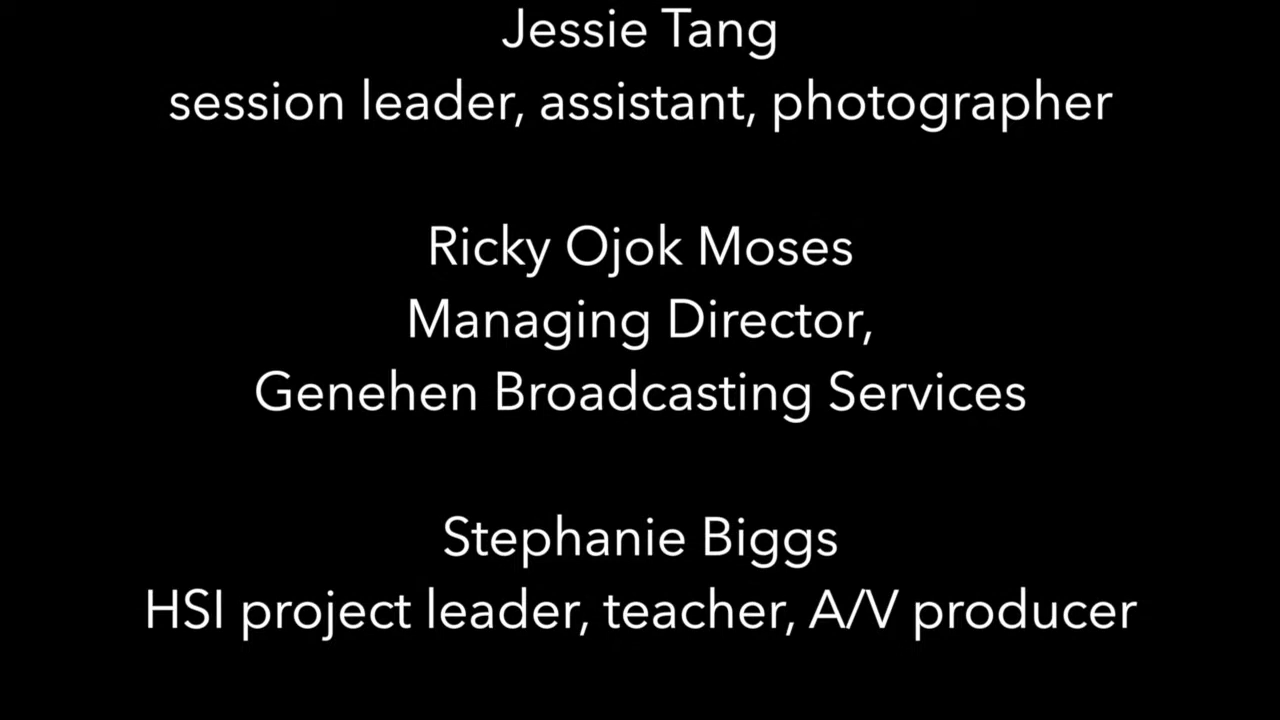 Jessie Tang
session leader, assistant, photographer
Ricky Ojok Moses
Managing Director,
Genehen Broadcasting Services
Stephanie Biggs
HSI project leader, teacher, A/V producer